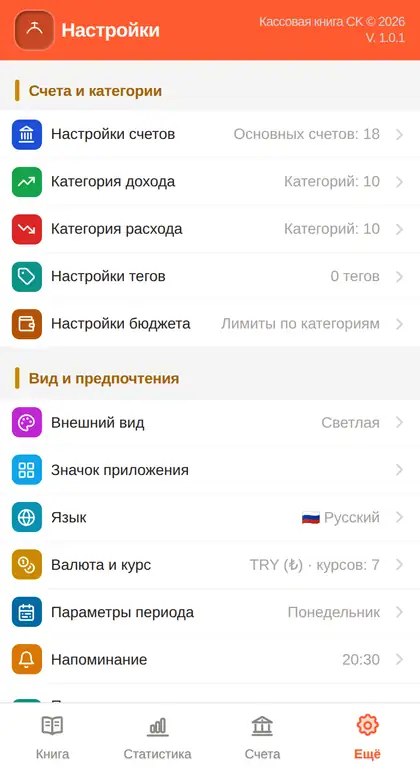 Настройки
Кассовая книга CK © 2026
V. 1.0.1
Счета и категории
Настройки счетов
Основных счетов: 18
Категория дохода
Категорий: 10
Категория расхода
Категорий: 10
Настройки тегов
0 тегов
Настройки бюджета
Лимиты по категориям
Вид и предпочтения
Внешний вид
Светлая
Значок приложения
Язык
Русский
Валюта и курс
TRY (₺) · курсов: 7
Параметры периода
Понедельник
Напоминание
20:30
Книга
Статистика
Счета
Ещё